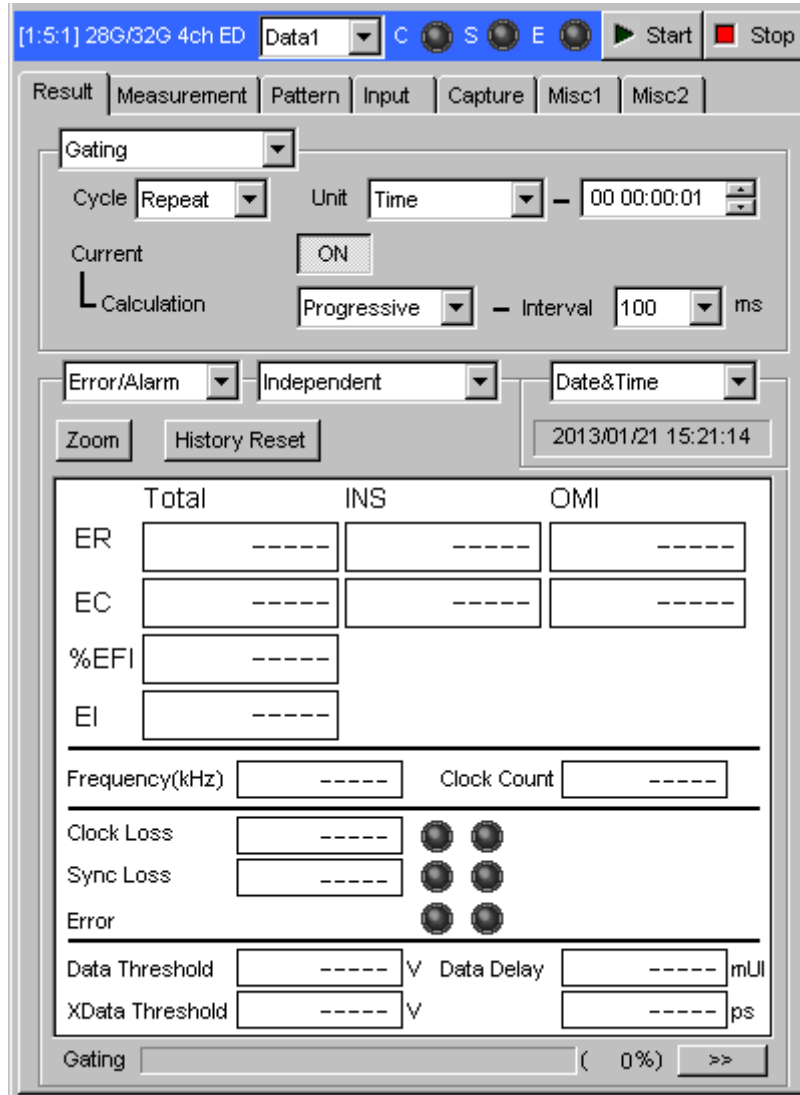 [1:5:1] 28G/32G 4ch ED Data1 C S E Start Stop
Result Measurement Pattern Input Capture Misc1 Misc2
Gating
Cycle Repeat Unit Time – 00 00:00:01
Current ON
Calculation Progressive – Interval 100 ms
Error/Alarm Independent Date&Time
Zoom History Reset 2013/01/21 15:21:14
Total INS OMI
ER ----- ----- -----
EC ----- ----- -----
%EFI -----
EI -----
Frequency(kHz) ----- Clock Count -----
Clock Loss -----
Sync Loss -----
Error
Data Threshold ----- V Data Delay ----- mUI
XData Threshold ----- V ----- ps
Gating ( 0%) >>